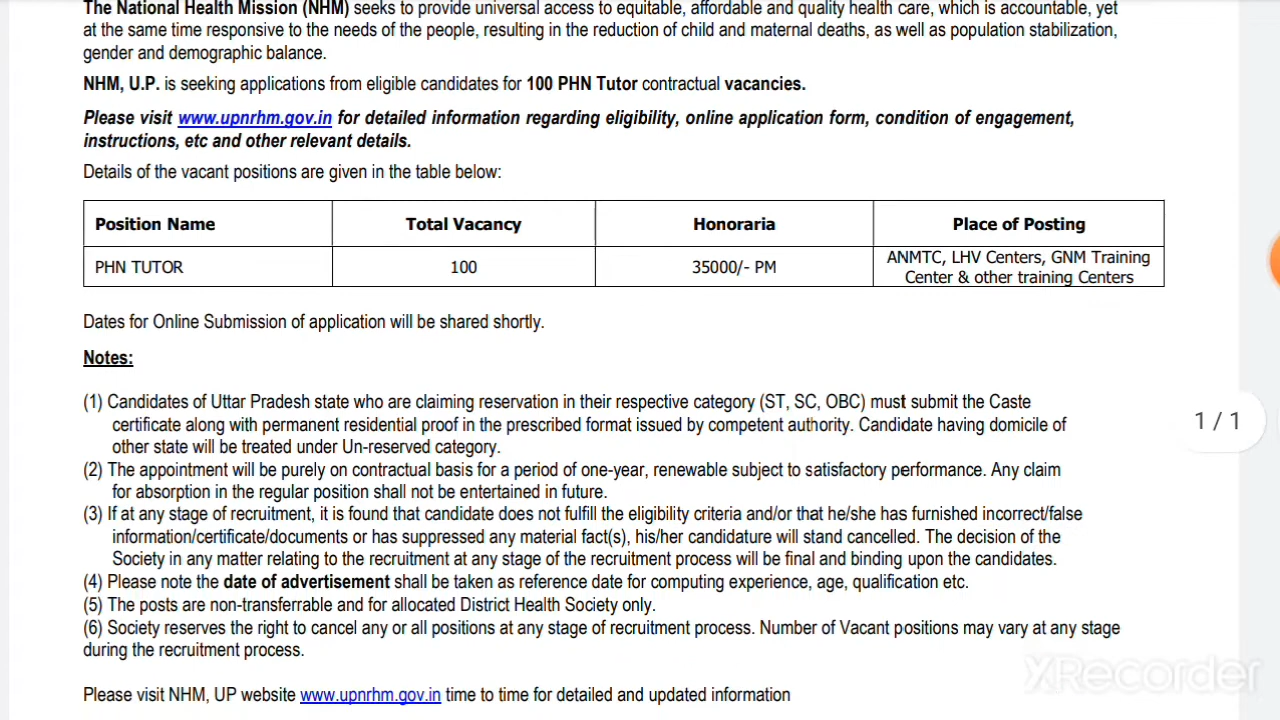 The National Health Mission (NHM) seeks to provide universal access to equitable, affordable and quality health care, which is accountable, yet
at the same time responsive to the needs of the people, resulting in the reduction of child and maternal deaths, as well as population stabilization,
gender and demographic balance.
NHM, U.P. is seeking applications from eligible candidates for 100 PHN Tutor contractual vacancies.
Please visit www.upnrhm.gov.in for detailed information regarding eligibility, online application form, condition of engagement,
instructions, etc and other relevant details.
Details of the vacant positions are given in the table below:
Position Name Total Vacancy Honoraria Place of Posting
PHN TUTOR 100 35000/- PM ANMTC, LHV Centers, GNM Training
Center & other training Centers
Dates for Online Submission of application will be shared shortly.
Notes:
(1) Candidates of Uttar Pradesh state who are claiming reservation in their respective category (ST, SC, OBC) must submit the Caste
certificate along with permanent residential proof in the prescribed format issued by competent authority. Candidate having domicile of
other state will be treated under Un-reserved category.
(2) The appointment will be purely on contractual basis for a period of one-year, renewable subject to satisfactory performance. Any claim
for absorption in the regular position shall not be entertained in future.
(3) If at any stage of recruitment, it is found that candidate does not fulfill the eligibility criteria and/or that he/she has furnished incorrect/false
information/certificate/documents or has suppressed any material fact(s), his/her candidature will stand cancelled. The decision of the
Society in any matter relating to the recruitment at any stage of the recruitment process will be final and binding upon the candidates.
(4) Please note the date of advertisement shall be taken as reference date for computing experience, age, qualification etc.
(5) The posts are non-transferrable and for allocated District Health Society only.
(6) Society reserves the right to cancel any or all positions at any stage of recruitment process. Number of Vacant positions may vary at any stage
during the recruitment process.
Please visit NHM, UP website www.upnrhm.gov.in time to time for detailed and updated information
1 / 1
XRecorder